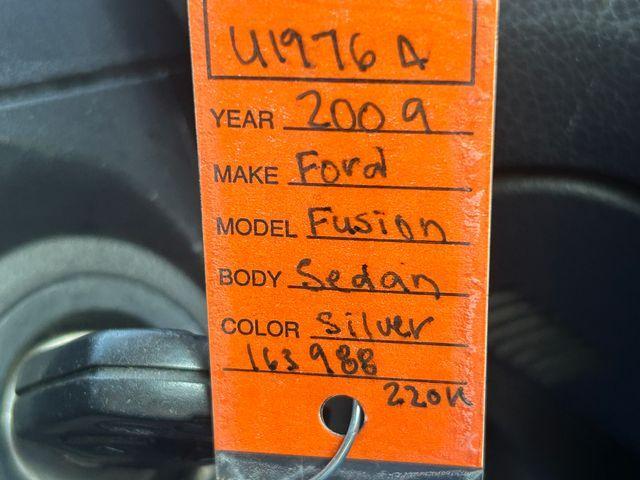 U1976A
YEAR 2009
MAKE Ford
MODEL Fusion
BODY Sedan
COLOR Silver
163988
220K